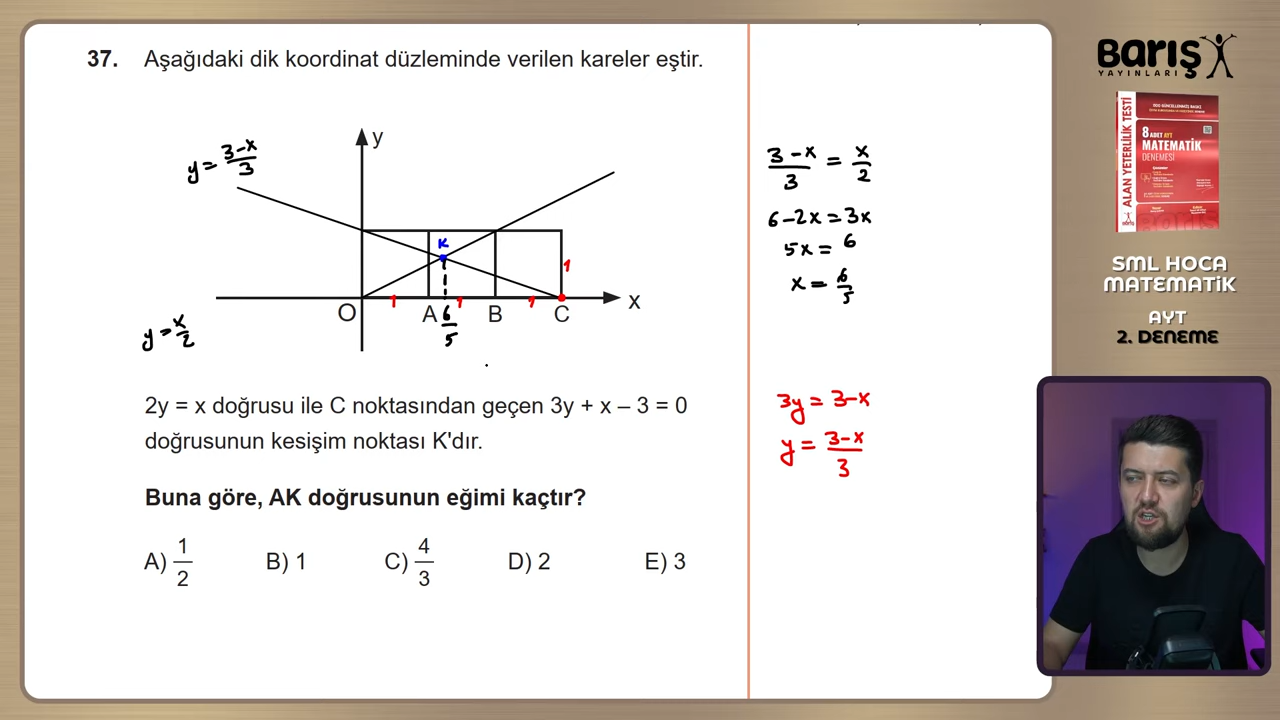 37. Aşağıdaki dik koordinat düzleminde verilen kareler eştir.
y = (3-x)/3
y
K
1
1 1 1
O A B C x
6/5
y = x/2
2y = x doğrusu ile C noktasından geçen 3y + x – 3 = 0
doğrusunun kesişim noktası K'dır.
Buna göre, AK doğrusunun eğimi kaçtır?
A) 1/2 B) 1 C) 4/3 D) 2 E) 3
(3-x)/3 = x/2
6-2x = 3x
5x = 6
x = 6/5
3y = 3-x
y = (3-x)/3
BARIŞ
YAYINLARI
ALAN YETERLİLİK TESTİ
8 ADET AYT
MATEMATİK
DENEMESİ
BARIŞ
SML HOCA
MATEMATİK
AYT
2. DENEME